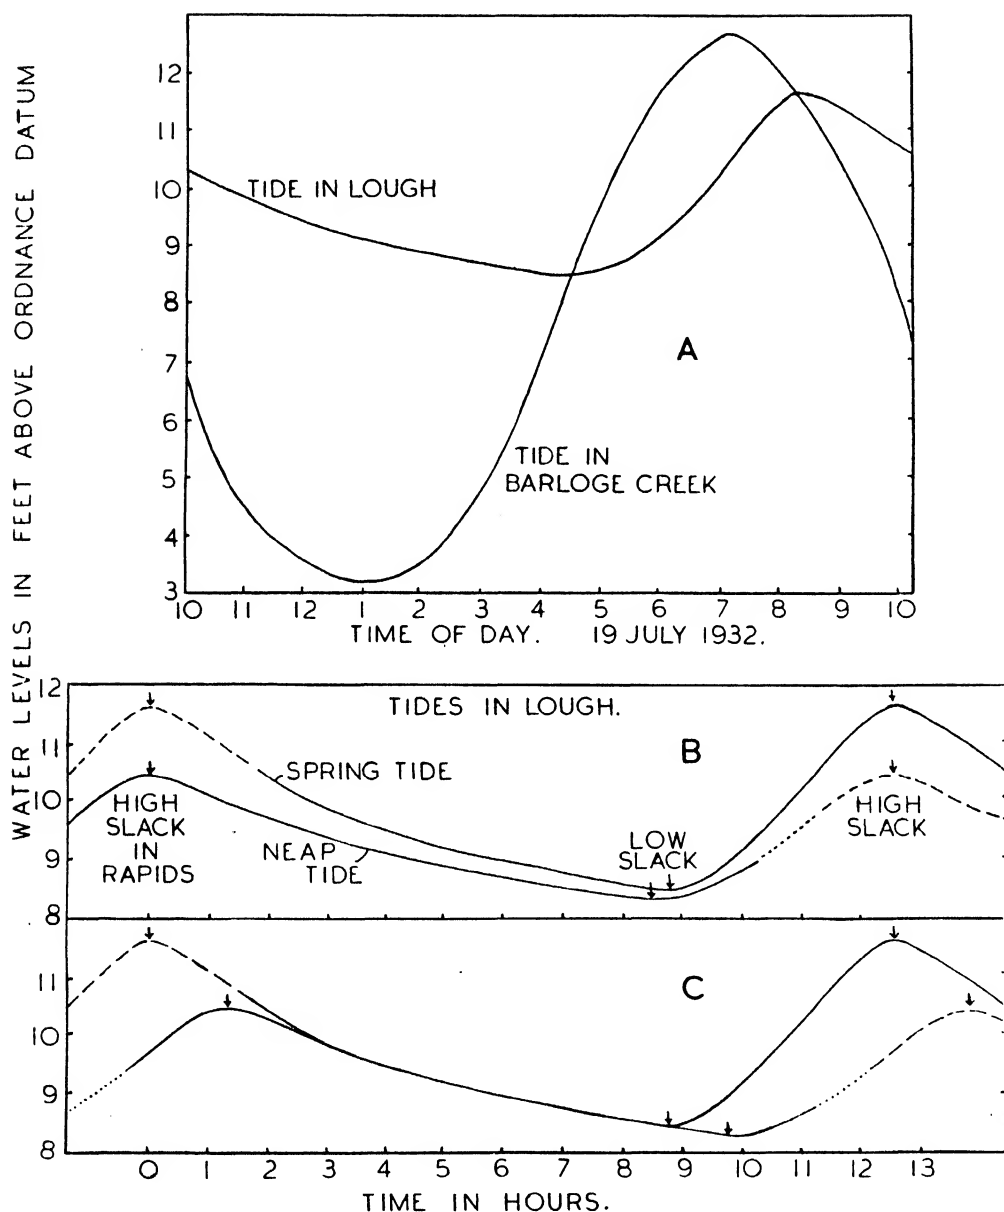 WATER LEVELS IN FEET ABOVE ORDNANCE DATUM
12
11
10
9
8
7
6
5
4
3
TIDE IN LOUGH
A
TIDE IN
BARLOGE CREEK
10 11 12 1 2 3 4 5 6 7 8 9 10
TIME OF DAY. 19 JULY 1932.
12
11
10
9
8
TIDES IN LOUGH.
B
SPRING TIDE
HIGH
SLACK
IN
RAPIDS
NEAP
TIDE
LOW
SLACK
HIGH
SLACK
11
10
9
8
C
0 1 2 3 4 5 6 7 8 9 10 11 12 13
TIME IN HOURS.